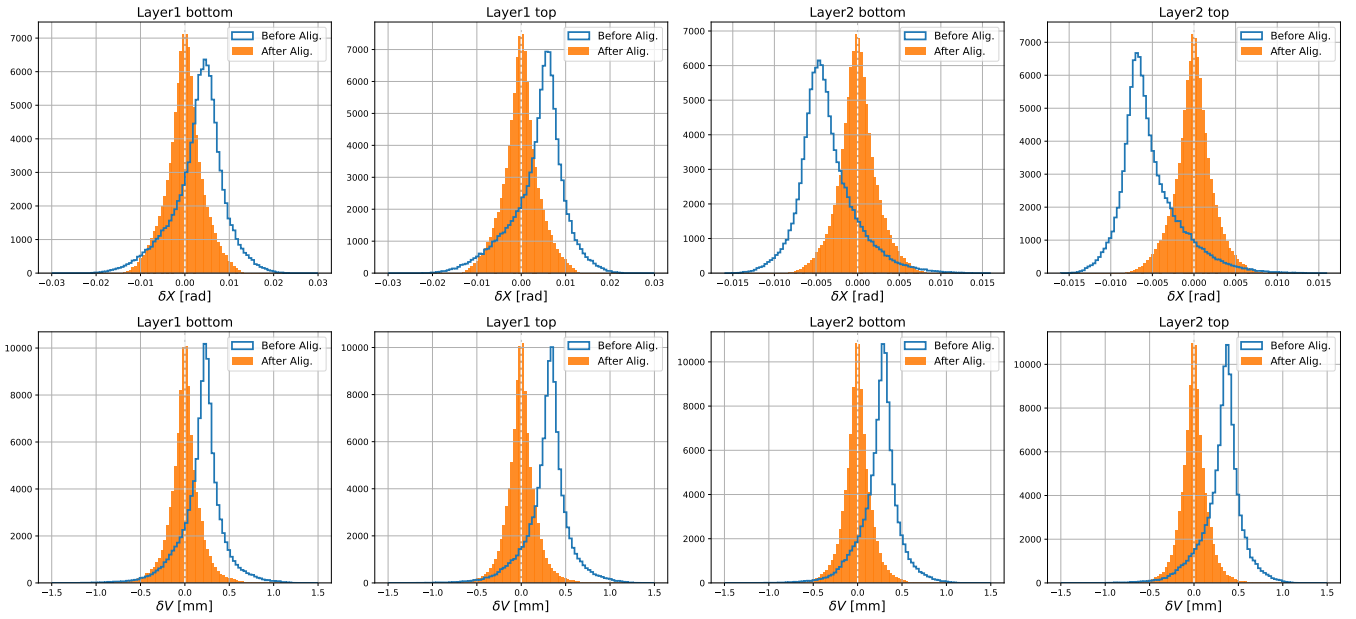 Layer1 bottom
Before Alig.
After Alig.
7000
6000
5000
4000
3000
2000
1000
0
−0.03 −0.02 −0.01 0.00 0.01 0.02 0.03
δX [rad]
Layer1 top
Before Alig.
After Alig.
7000
6000
5000
4000
3000
2000
1000
0
−0.03 −0.02 −0.01 0.00 0.01 0.02 0.03
δX [rad]
Layer2 bottom
Before Alig.
After Alig.
7000
6000
5000
4000
3000
2000
1000
0
−0.015 −0.010 −0.005 0.000 0.005 0.010 0.015
δX [rad]
Layer2 top
Before Alig.
After Alig.
7000
6000
5000
4000
3000
2000
1000
0
−0.015 −0.010 −0.005 0.000 0.005 0.010 0.015
δX [rad]
Layer1 bottom
Before Alig.
After Alig.
10000
8000
6000
4000
2000
0
−1.5 −1.0 −0.5 0.0 0.5 1.0 1.5
δV [mm]
Layer1 top
Before Alig.
After Alig.
10000
8000
6000
4000
2000
0
−1.5 −1.0 −0.5 0.0 0.5 1.0 1.5
δV [mm]
Layer2 bottom
Before Alig.
After Alig.
10000
8000
6000
4000
2000
0
−1.5 −1.0 −0.5 0.0 0.5 1.0 1.5
δV [mm]
Layer2 top
Before Alig.
After Alig.
10000
8000
6000
4000
2000
0
−1.5 −1.0 −0.5 0.0 0.5 1.0 1.5
δV [mm]